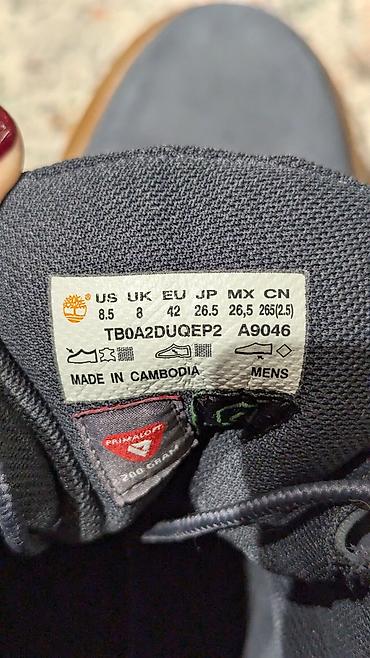 ® US UK EU JP MX CN
8.5 8 42 26.5 26,5 265(2.5)
TB0A2DUQEP2 A9046
MADE IN CAMBODIA MENS
PRIMALOFT
200 GRAM